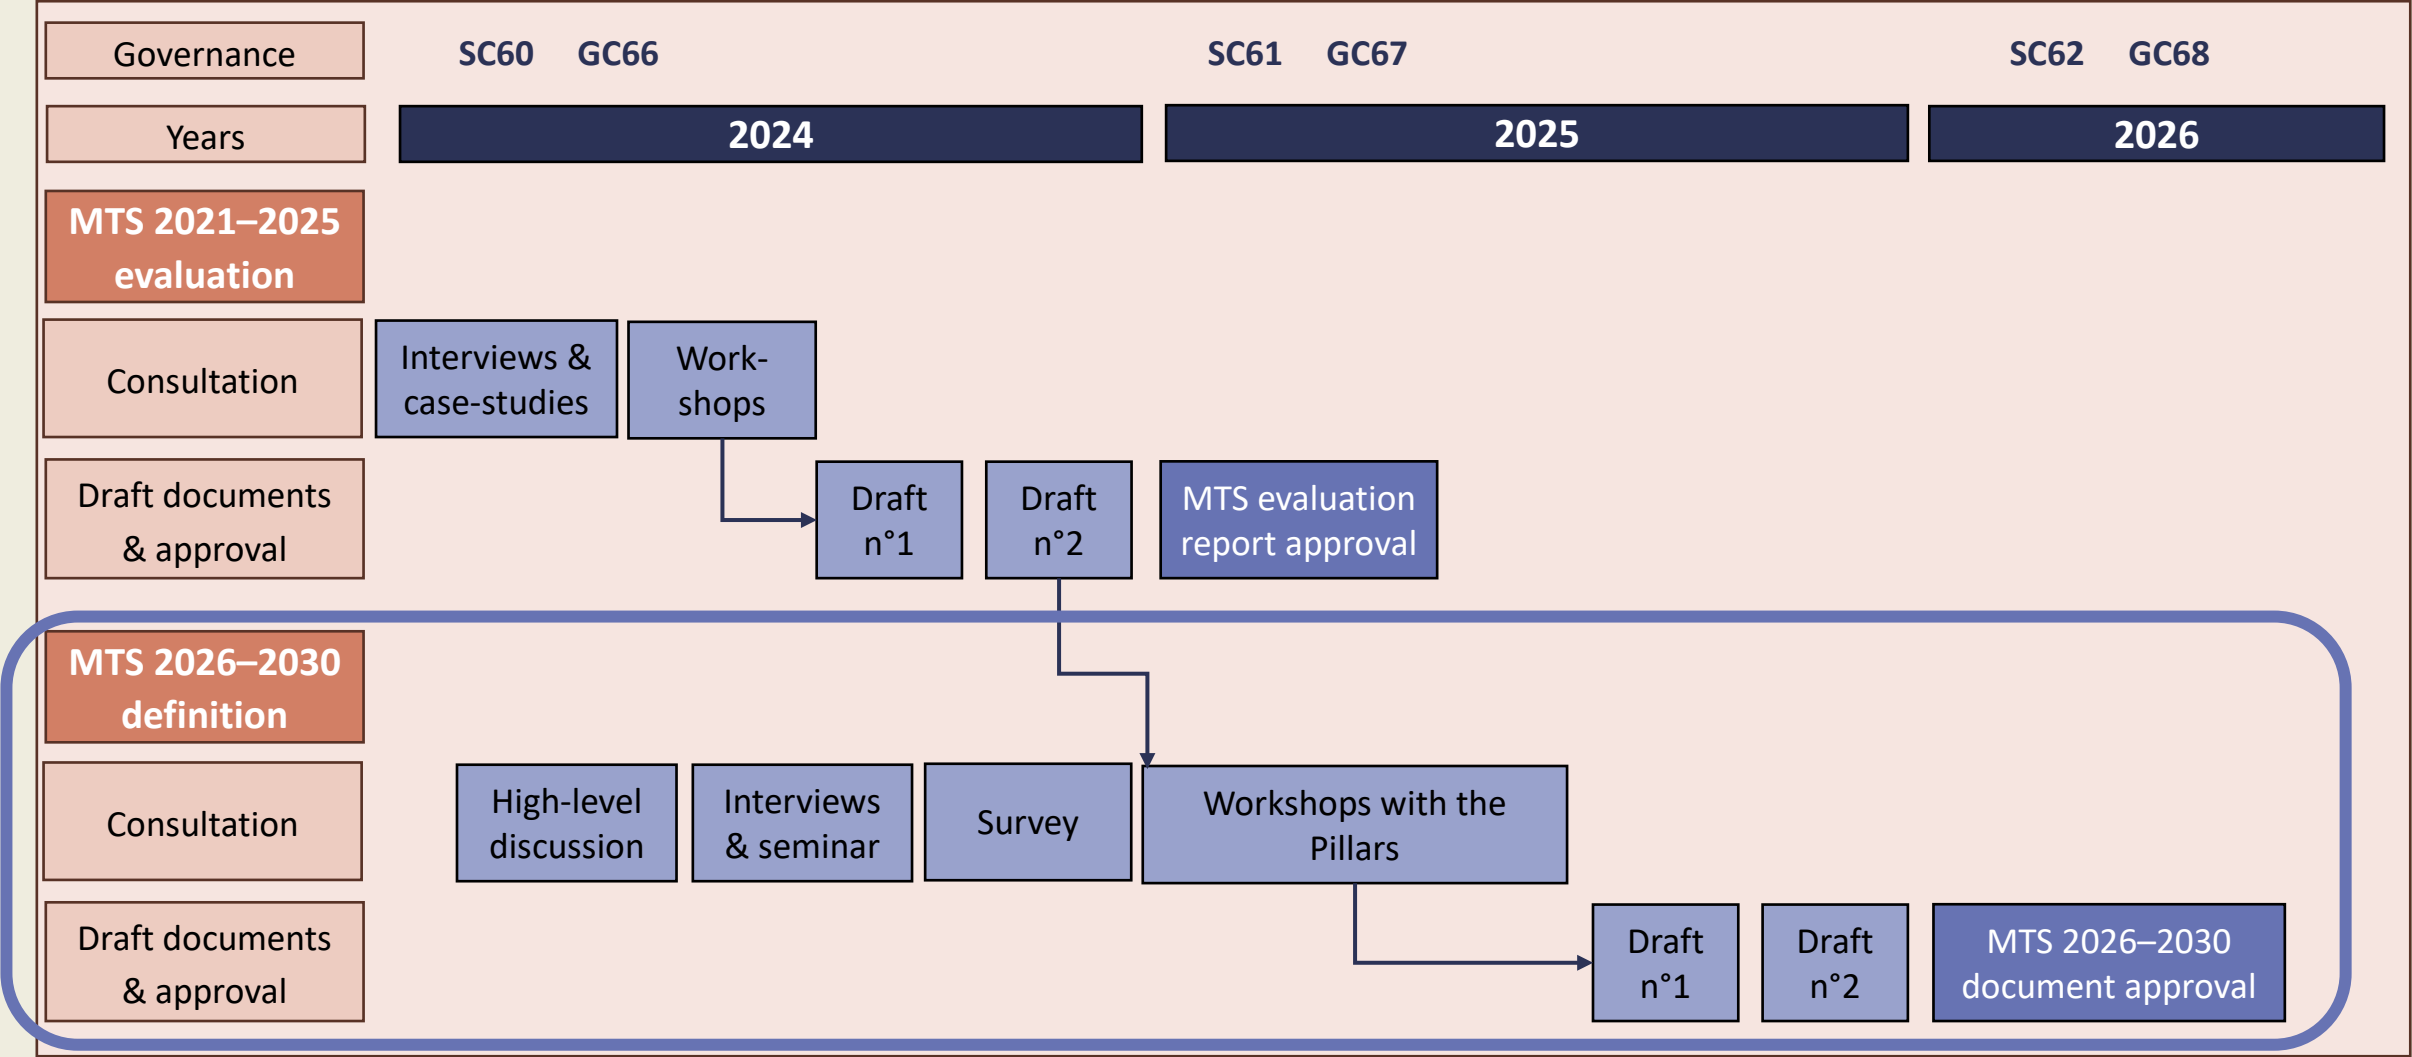 Governance
SC60 GC66 SC61 GC67 SC62 GC68
Years
2024 2025 2026
MTS 2021–2025
evaluation
Consultation
Interviews &
case-studies
Work-
shops
Draft documents
& approval
Draft
n°1
Draft
n°2
MTS evaluation
report approval
MTS 2026–2030
definition
Consultation
High-level
discussion
Interviews
& seminar
Survey
Workshops with the
Pillars
Draft documents
& approval
Draft
n°1
Draft
n°2
MTS 2026–2030
document approval